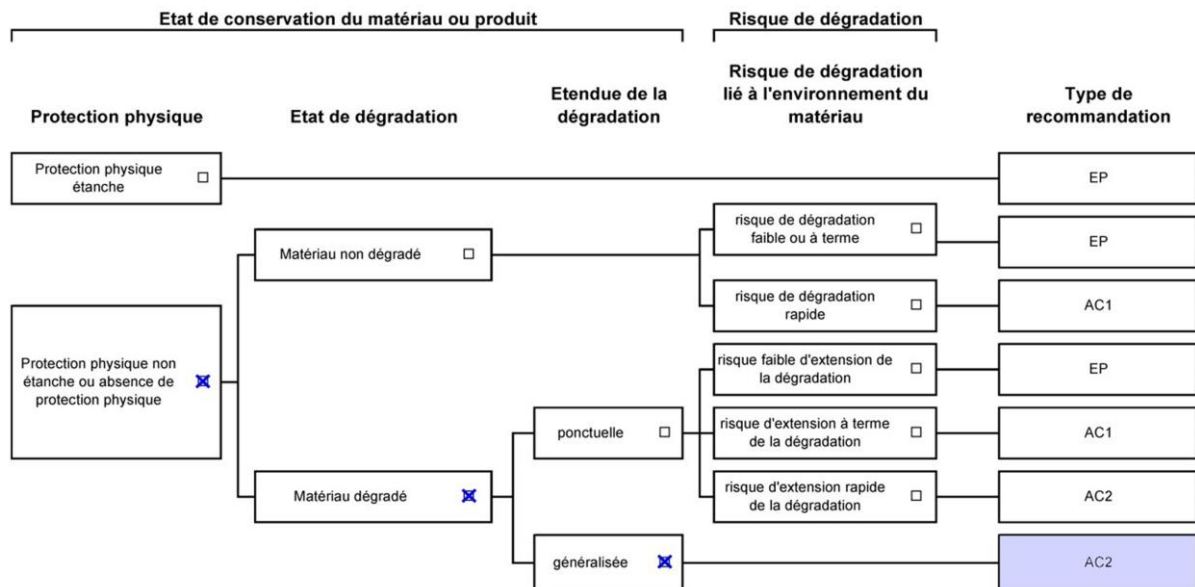 Etat de conservation du matériau ou produit
Risque de dégradation
Protection physique
Etat de dégradation
Etendue de la
dégradation
Risque de dégradation
lié à l'environnement du
matériau
Type de
recommandation
Protection physique
étanche
EP
Matériau non dégradé
risque de dégradation
faible ou à terme
EP
risque de dégradation
rapide
AC1
Protection physique non
étanche ou absence de
protection physique
Matériau dégradé
ponctuelle
risque faible d'extension de
la dégradation
EP
risque d'extension à terme
de la dégradation
AC1
risque d'extension rapide
de la dégradation
AC2
généralisée
AC2